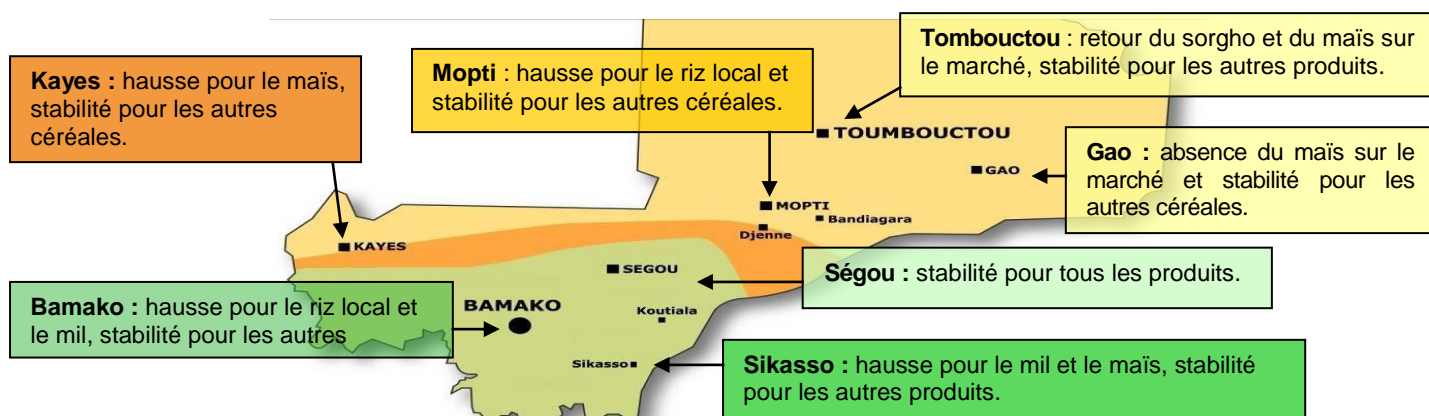 Tombouctou : retour du sorgho et du maïs sur
le marché, stabilité pour les autres produits.
Mopti : hausse pour le riz local et
stabilité pour les autres céréales.
Kayes : hausse pour le maïs,
stabilité pour les autres
céréales.
TOUMBOUCTOU
Gao : absence du maïs sur le
marché et stabilité pour les
autres céréales.
GAO
MOPTI
Bandiagara
Djenne
KAYES
SEGOU
Ségou : stabilité pour tous les produits.
Bamako : hausse pour le riz local et
le mil, stabilité pour les autres
BAMAKO
Koutiala
Sikasso
Sikasso : hausse pour le mil et le maïs, stabilité
pour les autres produits.